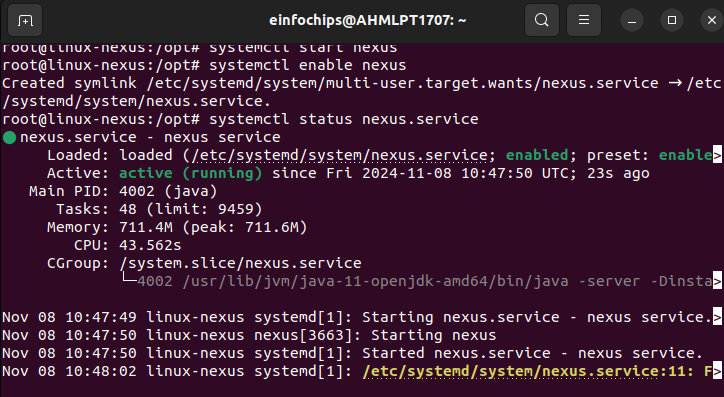 einfochips@AHMLPT1707: ~
root@linux-nexus:/opt# systemctl start nexus
root@linux-nexus:/opt# systemctl enable nexus
Created symlink /etc/systemd/system/multi-user.target.wants/nexus.service → /etc
/systemd/system/nexus.service.
root@linux-nexus:/opt# systemctl status nexus.service
● nexus.service - nexus service
Loaded: loaded (/etc/systemd/system/nexus.service; enabled; preset: enable>
Active: active (running) since Fri 2024-11-08 10:47:50 UTC; 23s ago
Main PID: 4002 (java)
Tasks: 48 (limit: 9459)
Memory: 711.4M (peak: 711.6M)
CPU: 43.562s
CGroup: /system.slice/nexus.service
└─4002 /usr/lib/jvm/java-11-openjdk-amd64/bin/java -server -Dinsta>
Nov 08 10:47:49 linux-nexus systemd[1]: Starting nexus.service - nexus service.>
Nov 08 10:47:50 linux-nexus nexus[3663]: Starting nexus
Nov 08 10:47:50 linux-nexus systemd[1]: Started nexus.service - nexus service.
Nov 08 10:48:02 linux-nexus systemd[1]: /etc/systemd/system/nexus.service:11: F>